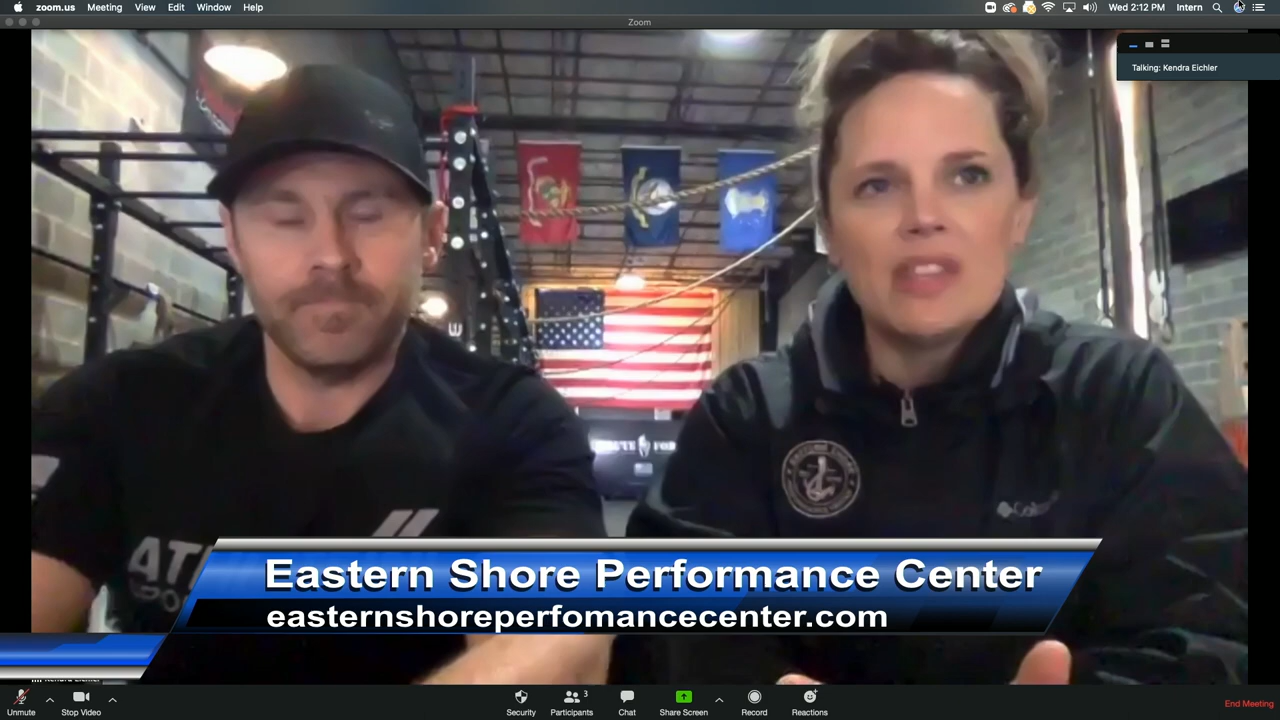 zoom.us Meeting View Edit Window Help Wed 2:12 PM Intern
Zoom
Talking: Kendra Eichler
Eastern Shore Performance Center
easternshoreperfomancecenter.com
Unmute Stop Video Security Participants 3 Chat Share Screen Record Reactions End Meeting